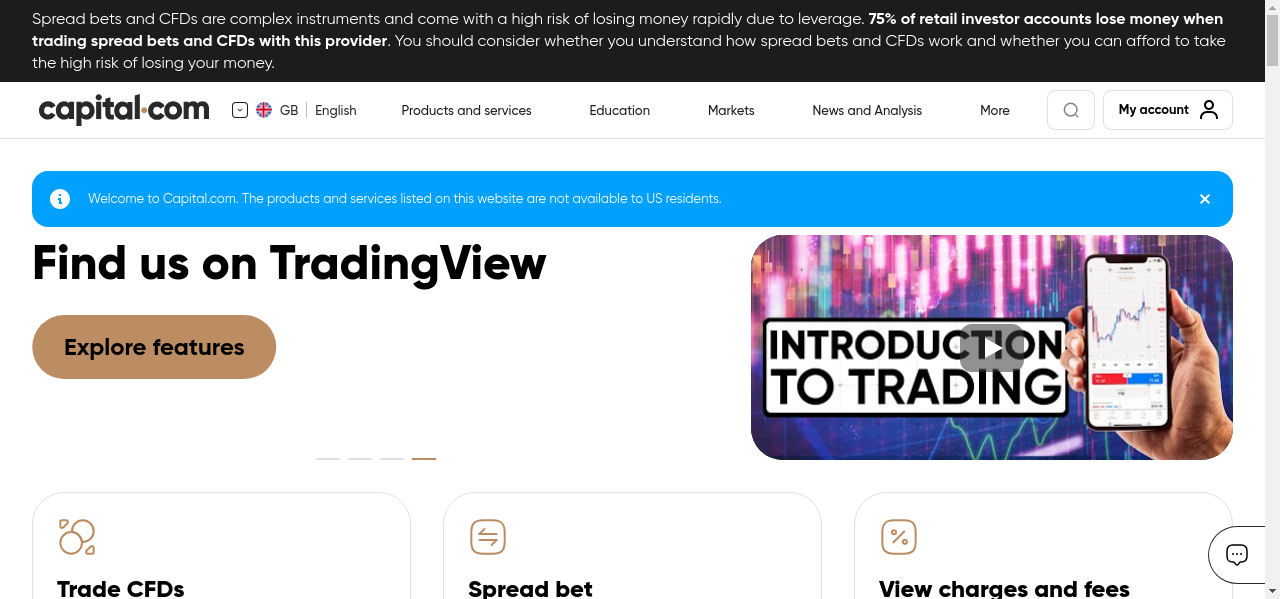 Spread bets and CFDs are complex instruments and come with a high risk of losing money rapidly due to leverage. 75% of retail investor accounts lose money when
trading spread bets and CFDs with this provider. You should consider whether you understand how spread bets and CFDs work and whether you can afford to take
the high risk of losing your money.
capital.com GB English Products and services Education Markets News and Analysis More My account
Welcome to Capital.com. The products and services listed on this website are not available to US residents.
Find us on TradingView
Explore features
INTRODUCTION
TO TRADING
Trade CFDs Spread bet View charges and fees